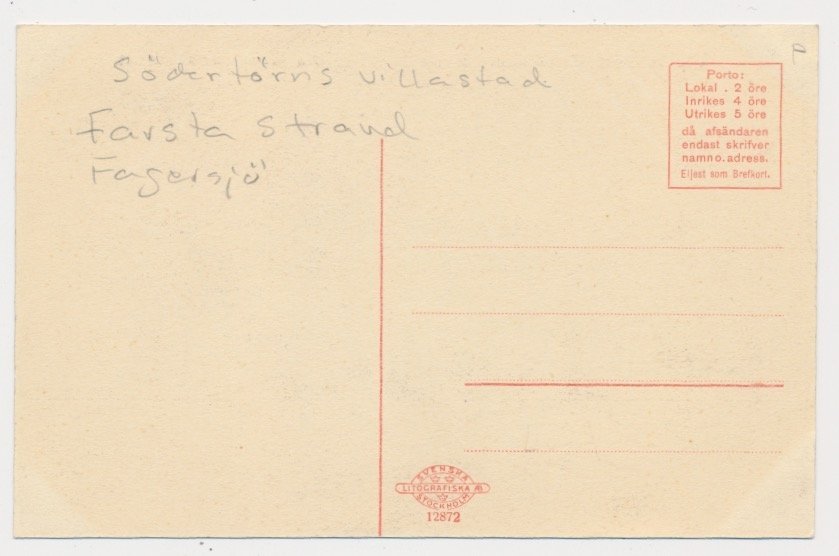 Södertörns villastad
Farsta strand
Fagersjö
P
Porto:
Lokal . 2 öre
Inrikes 4 öre
Utrikes 5 öre
då afsändaren
endast skrifver
namn o. adress.
Eljest som Brefkort.
SVENSKA
LITOGRAFISKA AB.
STOCKHOLM
12872